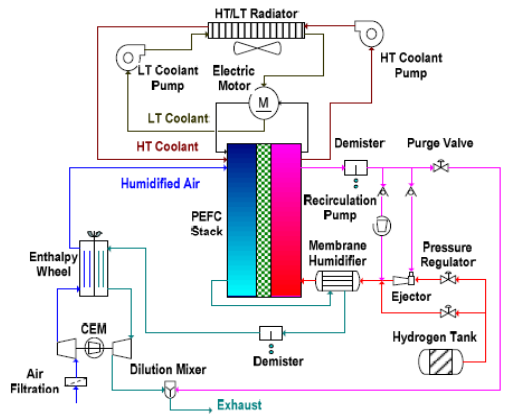 HT/LT Radiator
LT Coolant
Pump
Electric
Motor
M
HT Coolant
Pump
LT Coolant
HT Coolant
Demister
Purge Valve
Humidified Air
Recirculation
Pump
PEFC
Stack
Enthalpy
Wheel
Membrane
Humidifier
Pressure
Regulator
Ejector
CEM
Hydrogen Tank
Air
Filtration
Dilution Mixer
Demister
Exhaust